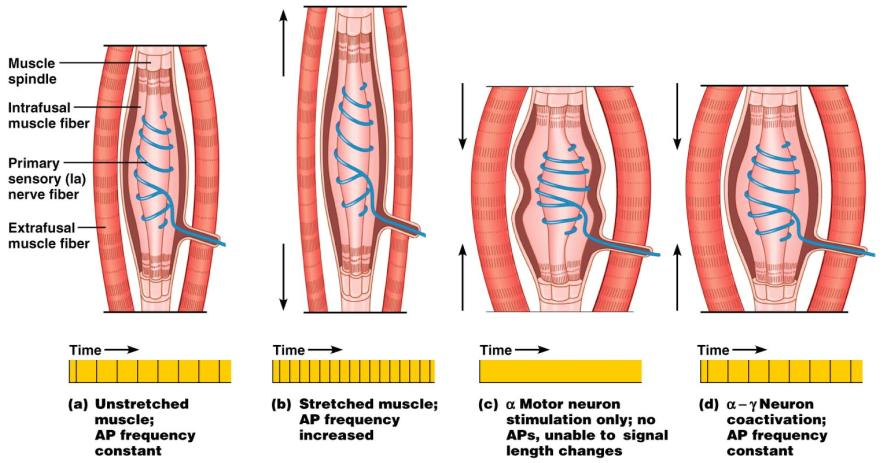 Muscle
spindle
Intrafusal
muscle fiber
Primary
sensory (la)
nerve fiber
Extrafusal
muscle fiber
Time
(a) Unstretched
muscle;
AP frequency
constant
Time
(b) Stretched muscle;
AP frequency
increased
Time
(c) α Motor neuron
stimulation only; no
APs, unable to signal
length changes
Time
(d) α – γ Neuron
coactivation;
AP frequency
constant